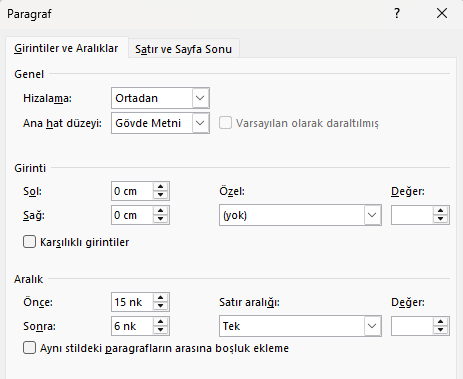 Paragraf ? ✕
Girintiler ve Aralıklar Satır ve Sayfa Sonu
Genel
Hizalama: Ortadan
Ana hat düzeyi: Gövde Metni Varsayılan olarak daraltılmış
Girinti
Sol: 0 cm Özel: Değer:
Sağ: 0 cm (yok)
Karşılıklı girintiler
Aralık
Önce: 15 nk Satır aralığı: Değer:
Sonra: 6 nk Tek
Aynı stildeki paragrafların arasına boşluk ekleme